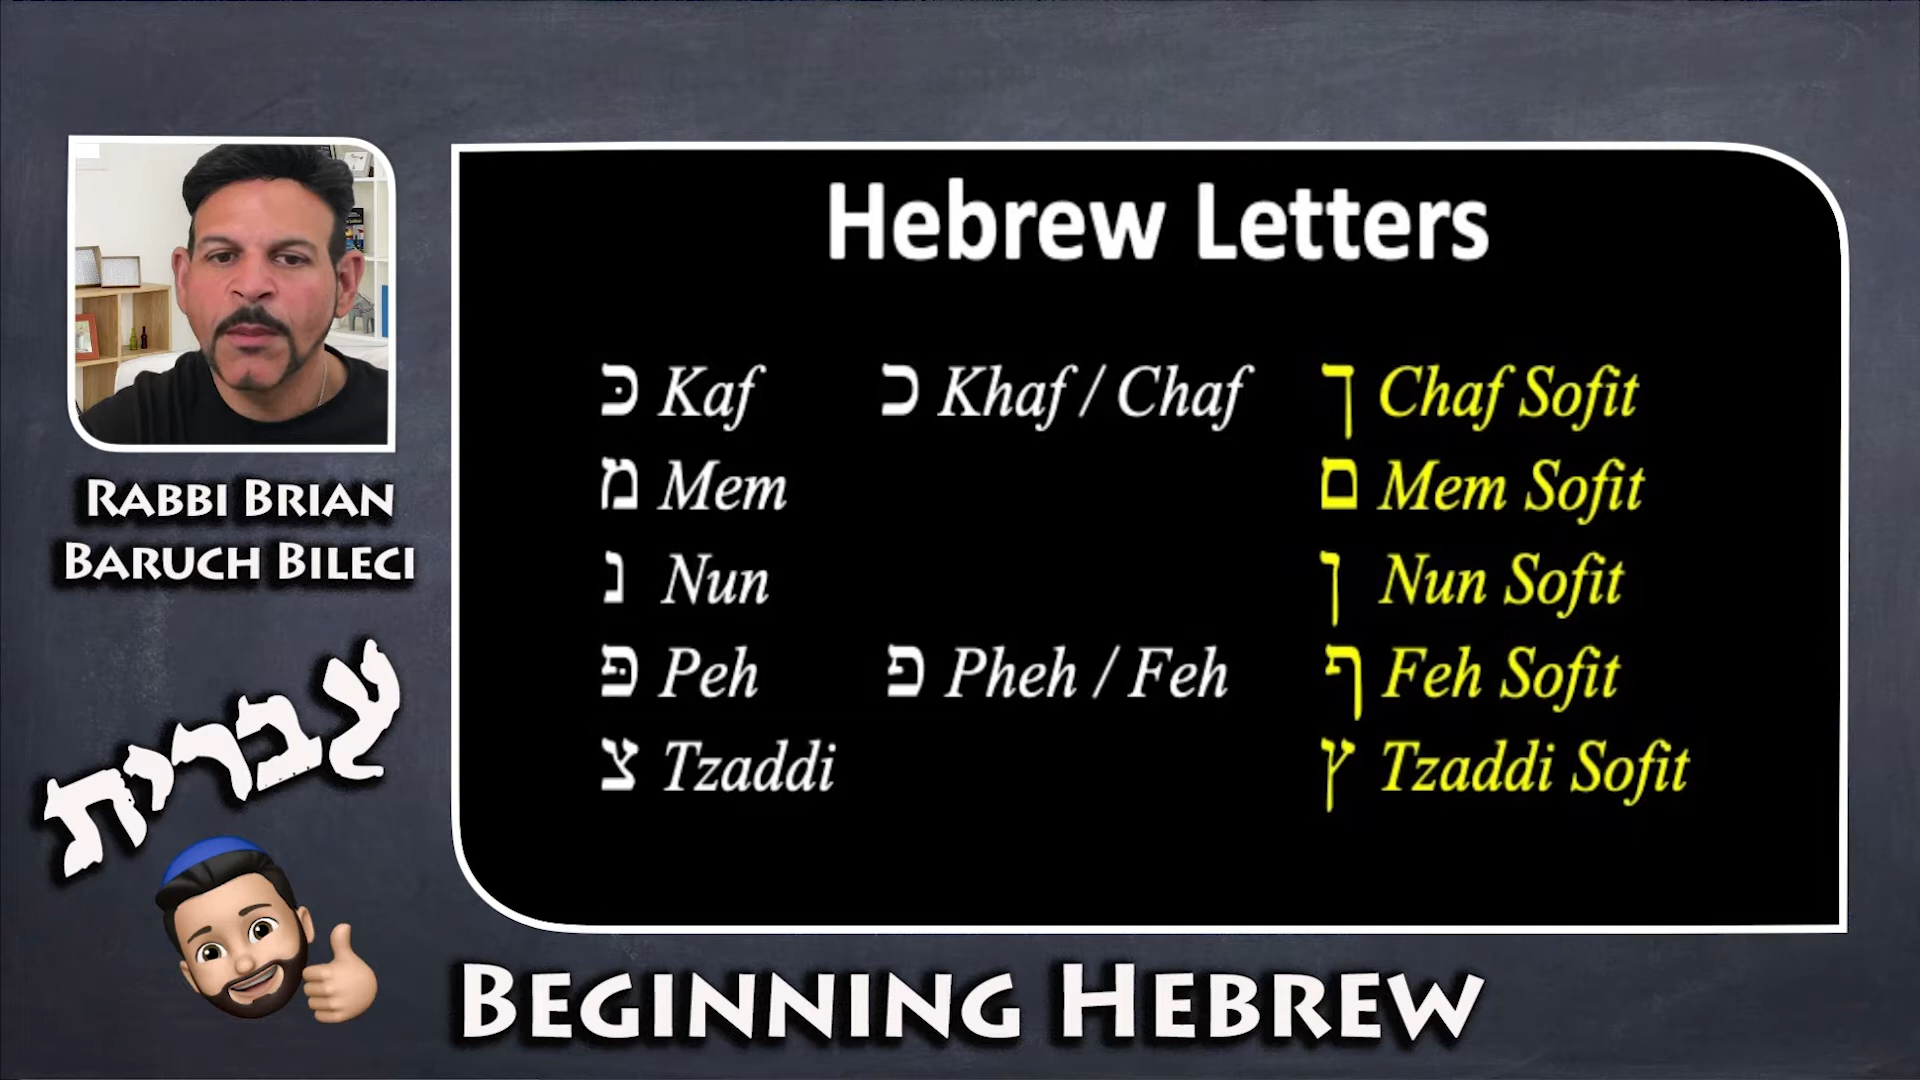 Hebrew Letters
כּ Kaf כ Khaf / Chaf ך Chaf Sofit
מ Mem ם Mem Sofit
נ Nun ן Nun Sofit
פּ Peh פ Pheh / Feh ף Feh Sofit
צ Tzaddi ץ Tzaddi Sofit
RABBI BRIAN
BARUCH BILECI
עברית
BEGINNING HEBREW